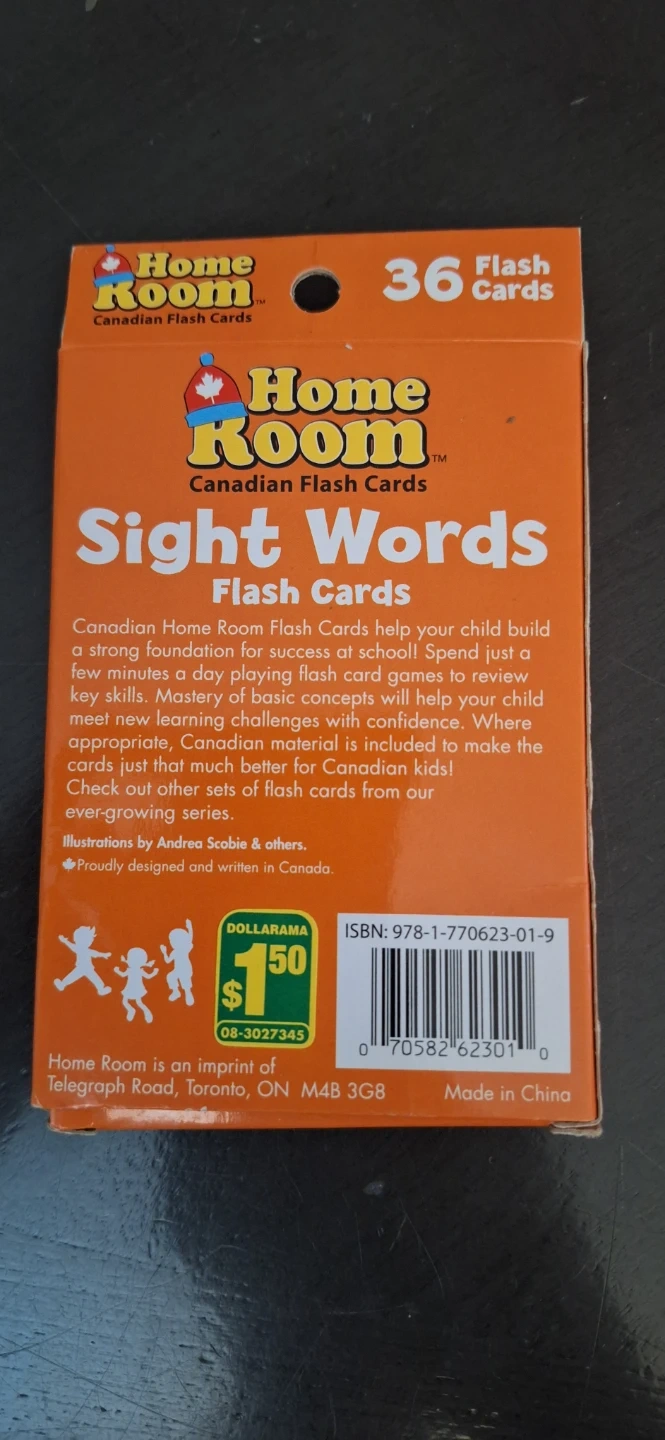 Home
Room™
Canadian Flash Cards
36 Flash
Cards
Home
Room™
Canadian Flash Cards
Sight Words
Flash Cards
Canadian Home Room Flash Cards help your child build
a strong foundation for success at school! Spend just a
few minutes a day playing flash card games to review
key skills. Mastery of basic concepts will help your child
meet new learning challenges with confidence. Where
appropriate, Canadian material is included to make the
cards just that much better for Canadian kids!
Check out other sets of flash cards from our
ever-growing series.
Illustrations by Andrea Scobie & others.
Proudly designed and written in Canada.
DOLLARAMA
$1.50
08-3027345
ISBN: 978-1-770623-01-9
0 70582 62301 0
Home Room is an imprint of
Telegraph Road, Toronto, ON M4B 3G8
Made in China